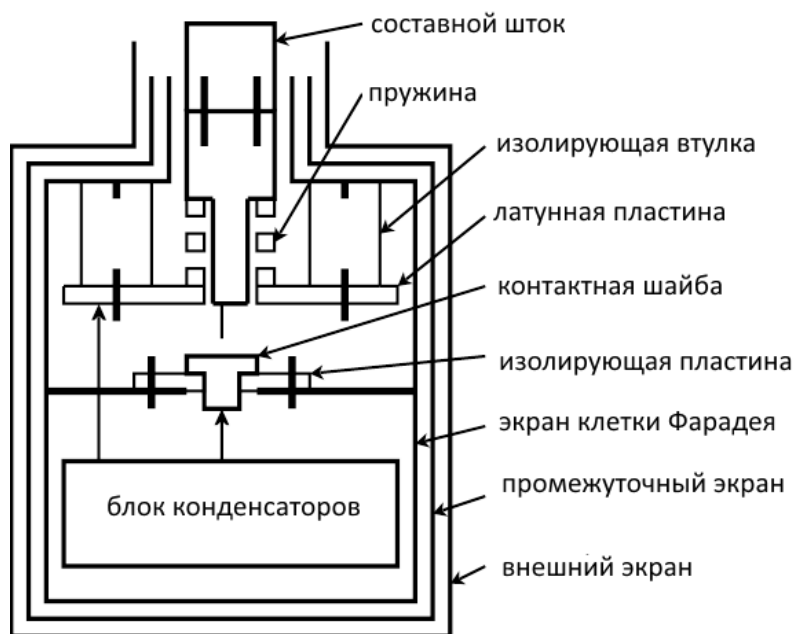 составной шток
пружина
изолирующая втулка
латунная пластина
контактная шайба
изолирующая пластина
экран клетки Фарадея
промежуточный экран
блок конденсаторов
внешний экран